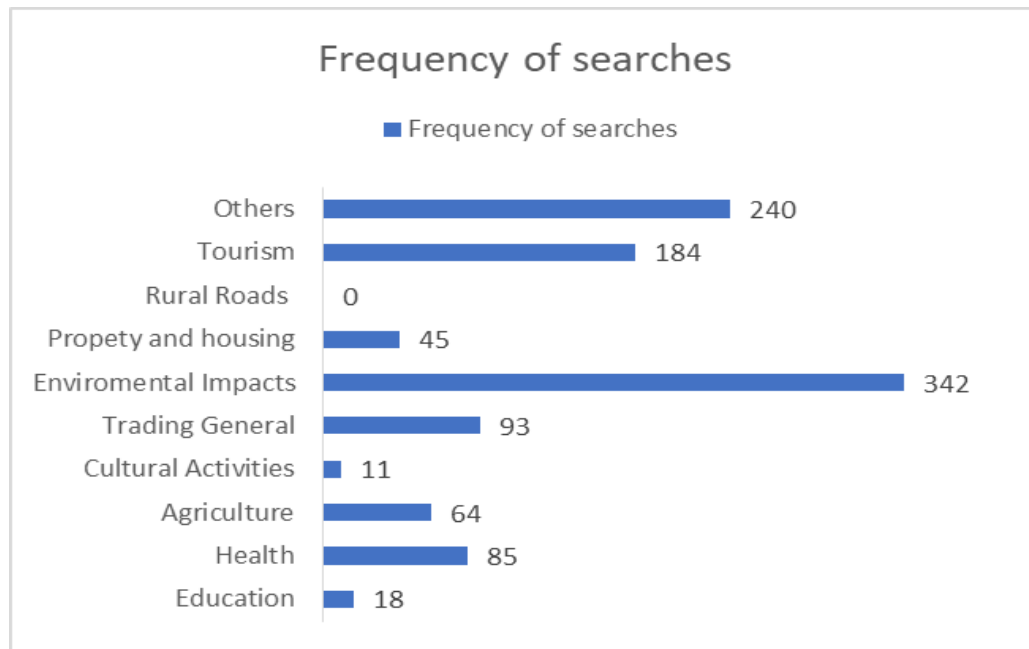 Frequency of searches
Frequency of searches
Others 240
Tourism 184
Rural Roads 0
Propety and housing 45
Enviromental Impacts 342
Trading General 93
Cultural Activities 11
Agriculture 64
Health 85
Education 18